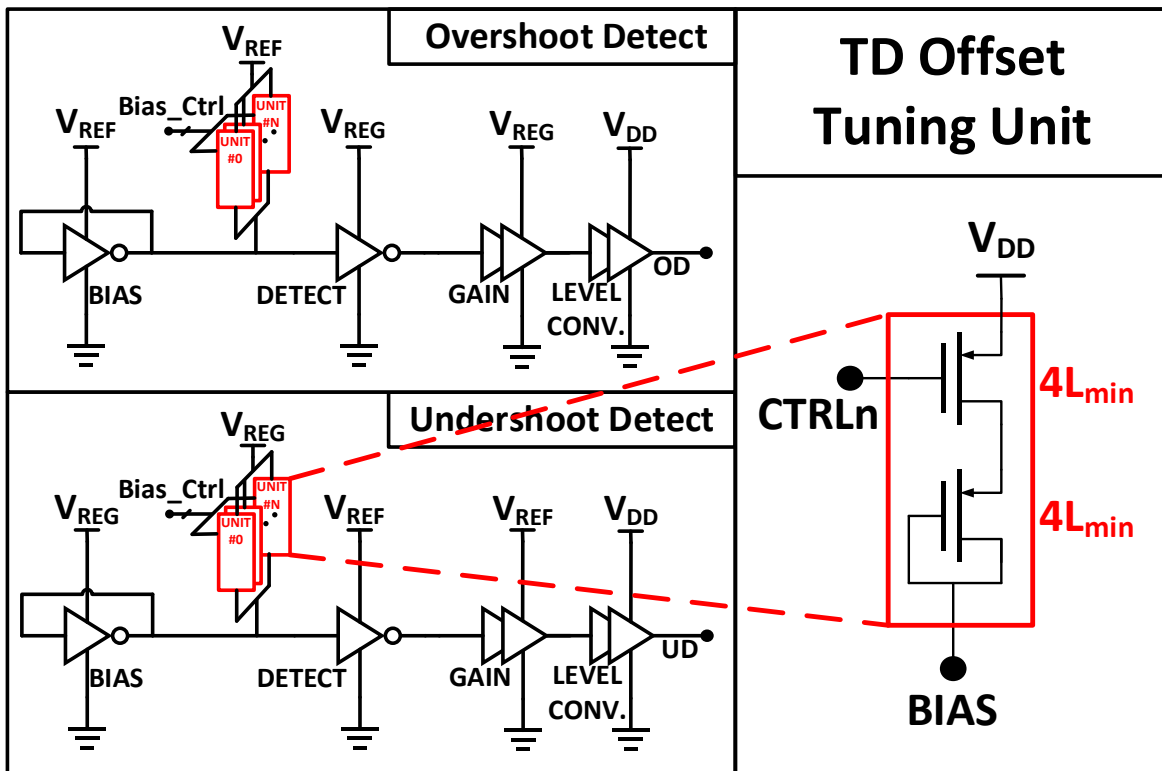 Overshoot Detect
VREF
Bias_Ctrl
UNIT
#N
UNIT
#0
VREF
VREG
VREG
VDD
BIAS
DETECT
GAIN
LEVEL
CONV.
OD
Undershoot Detect
VREG
Bias_Ctrl
UNIT
#N
UNIT
#0
VREG
VREF
VREF
VDD
BIAS
DETECT
GAIN
LEVEL
CONV.
UD
TD Offset
Tuning Unit
VDD
CTRLn
4Lmin
4Lmin
BIAS